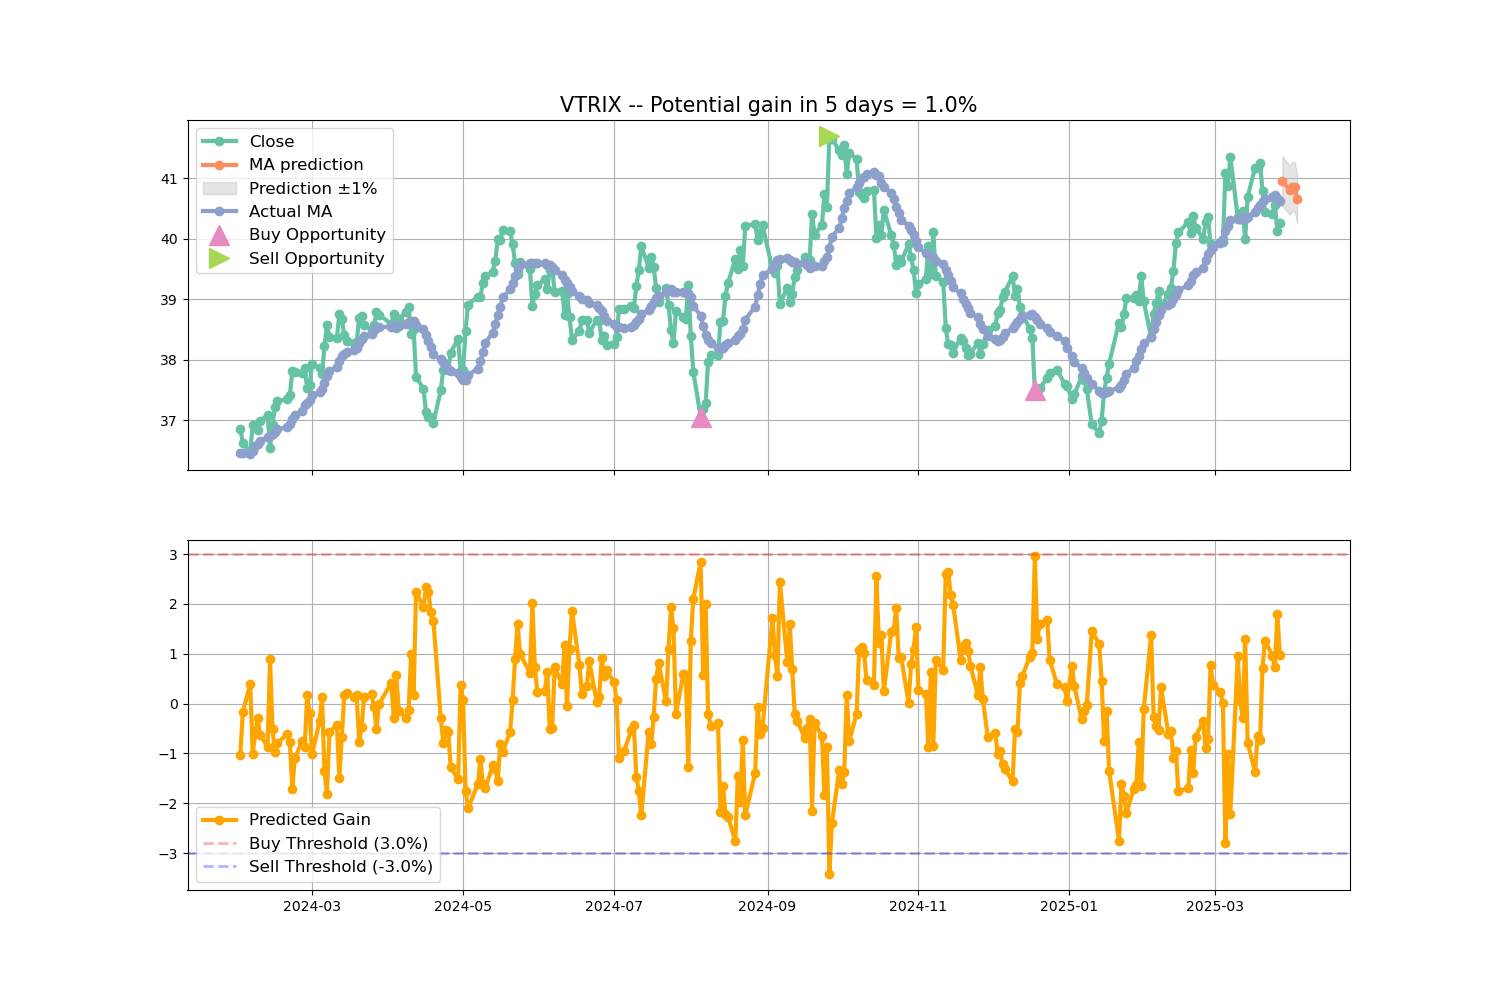 VTRIX -- Potential gain in 5 days = 1.0%
Close
MA prediction
Prediction ±1%
Actual MA
Buy Opportunity
Sell Opportunity
41
40
39
38
37
3
2
1
0
−1
−2
−3
Predicted Gain
Buy Threshold (3.0%)
Sell Threshold (-3.0%)
2024-03
2024-05
2024-07
2024-09
2024-11
2025-01
2025-03